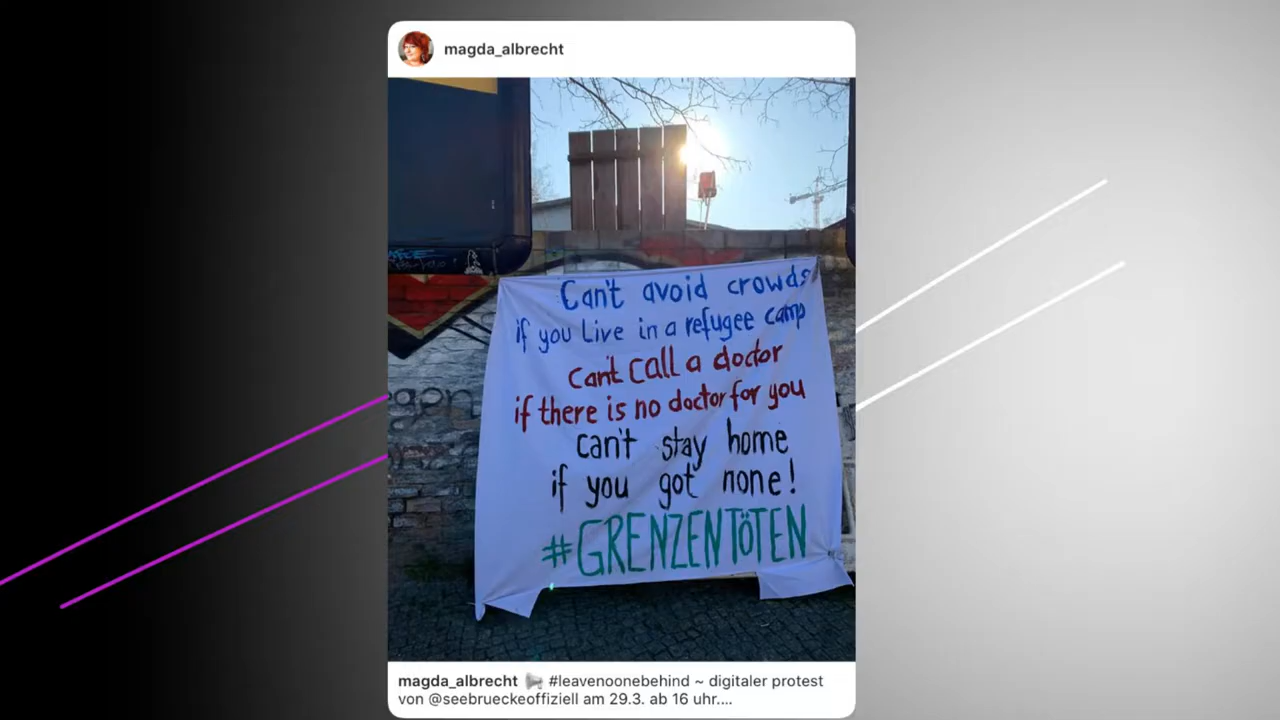 magda_albrecht
Can't avoid crowds
if you Live in a refugee camp
Can't CALL a doctor
if there is no doctor for you
can't stay home
if you got none!
#GRENZENTÖTEN
magda_albrecht #leavenoonebehind ~ digitaler protest
von @seebrueckeoffiziell am 29.3. ab 16 uhr....